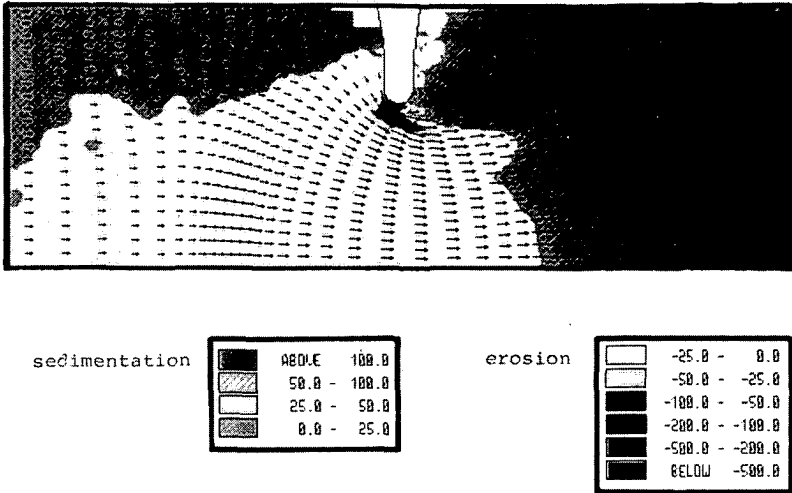 sedimentation
ABOVE 100.0
50.0 - 100.0
25.0 - 50.0
0.0 - 25.0
erosion
-25.0 - 0.0
-50.0 - -25.0
-100.0 - -50.0
-200.0 - -100.0
-500.0 - -200.0
BELOW -500.0